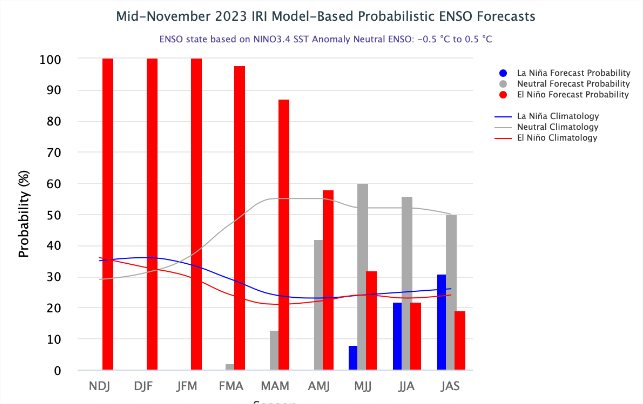 Mid-November 2023 IRI Model-Based Probabilistic ENSO Forecasts
ENSO state based on NINO3.4 SST Anomaly Neutral ENSO: -0.5 °C to 0.5 °C
La Niña Forecast Probability
Neutral Forecast Probability
El Niño Forecast Probability
La Niña Climatology
Neutral Climatology
El Niño Climatology
Probability (%)
100
90
80
70
60
50
40
30
20
10
0
NDJ DJF JFM FMA MAM AMJ MJJ JJA JAS